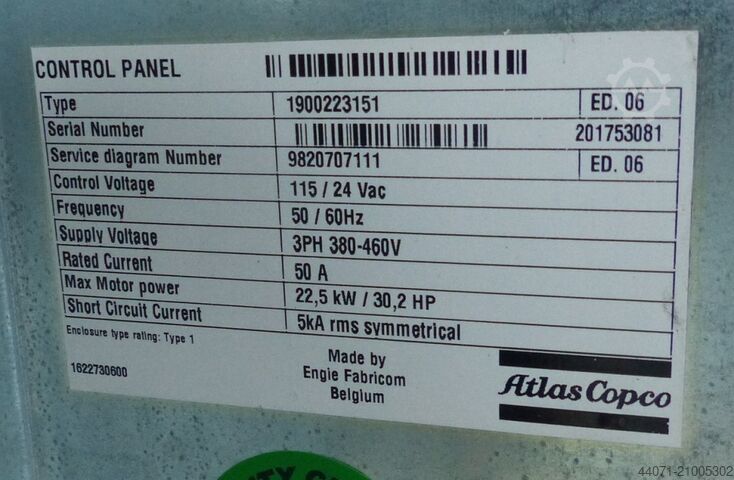 CONTROL PANEL
Type 1900223151 ED. 06
Serial Number 201753081
Service diagram Number 9820707111 ED. 06
Control Voltage 115 / 24 Vac
Frequency 50 / 60Hz
Supply Voltage 3PH 380-460V
Rated Current 50 A
Max Motor power 22,5 kW / 30,2 HP
Short Circuit Current 5kA rms symmetrical
Enclosure type rating: Type 1
1622730600
Made by
Engie Fabricom
Belgium
Atlas Copco
44071-21005302